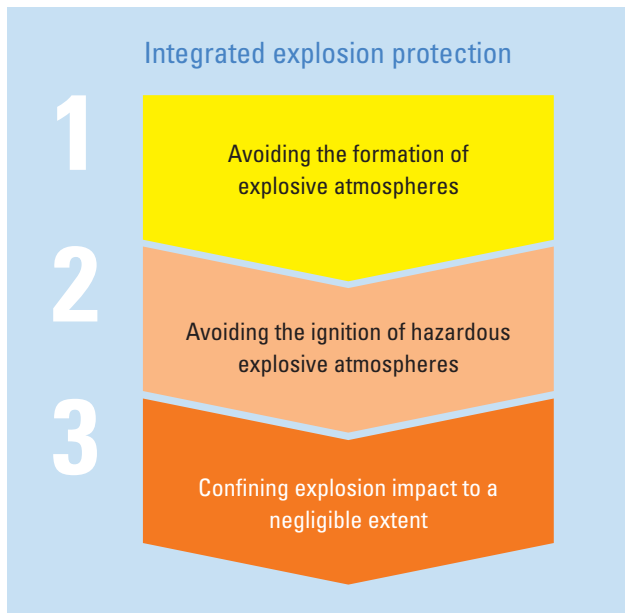 Integrated explosion protection
1
Avoiding the formation of
explosive atmospheres
2
Avoiding the ignition of hazardous
explosive atmospheres
3
Confining explosion impact to a
negligible extent